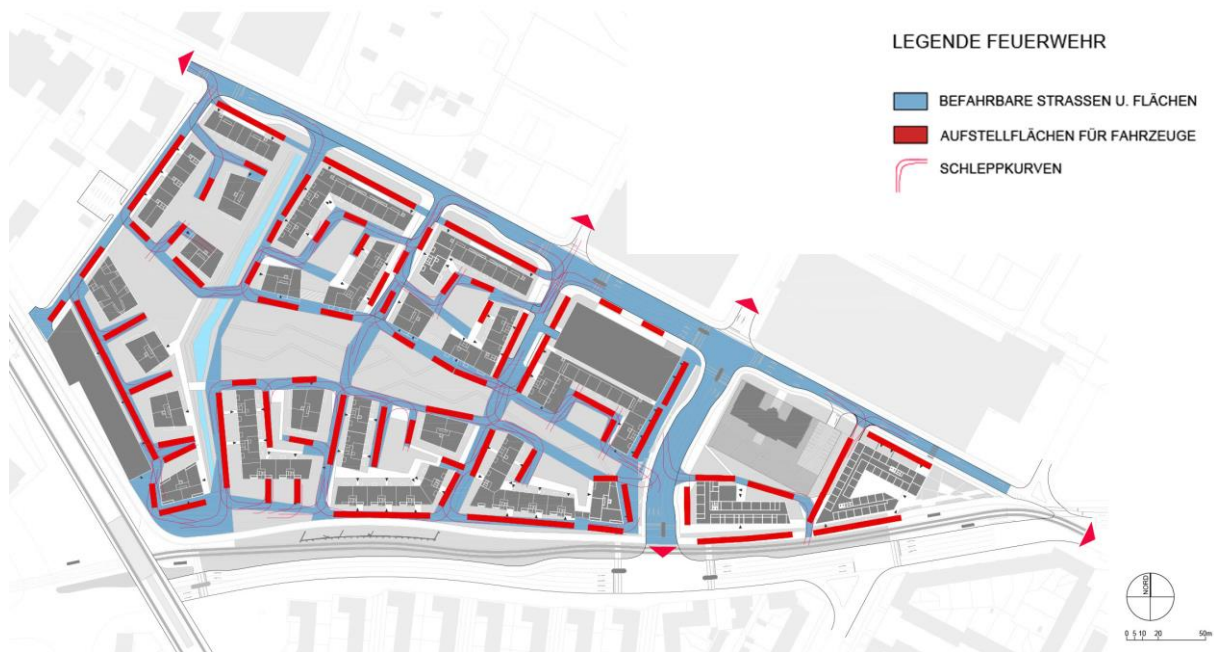 LEGENDE FEUERWEHR
BEFAHRBARE STRASSEN U. FLÄCHEN
AUFSTELLFLÄCHEN FÜR FAHRZEUGE
SCHLEPPKURVEN
NORD
0 5 10 20 50m